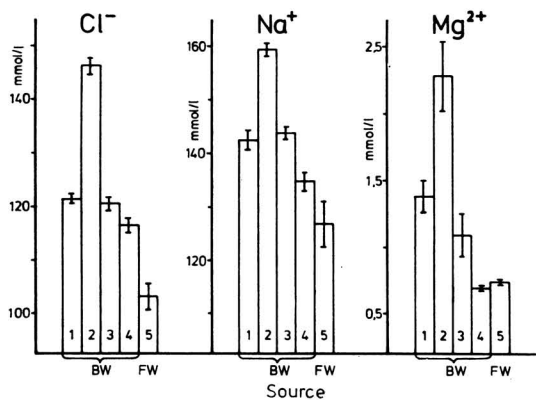 Cl⁻
mmol/l
140
120
100
1 2 3 4 5
BW FW
Na⁺
mmol/l
160
140
120
1 2 3 4 5
BW FW
Mg²⁺
mmol/l
2,5
1,5
0,5
1 2 3 4 5
BW FW
Source